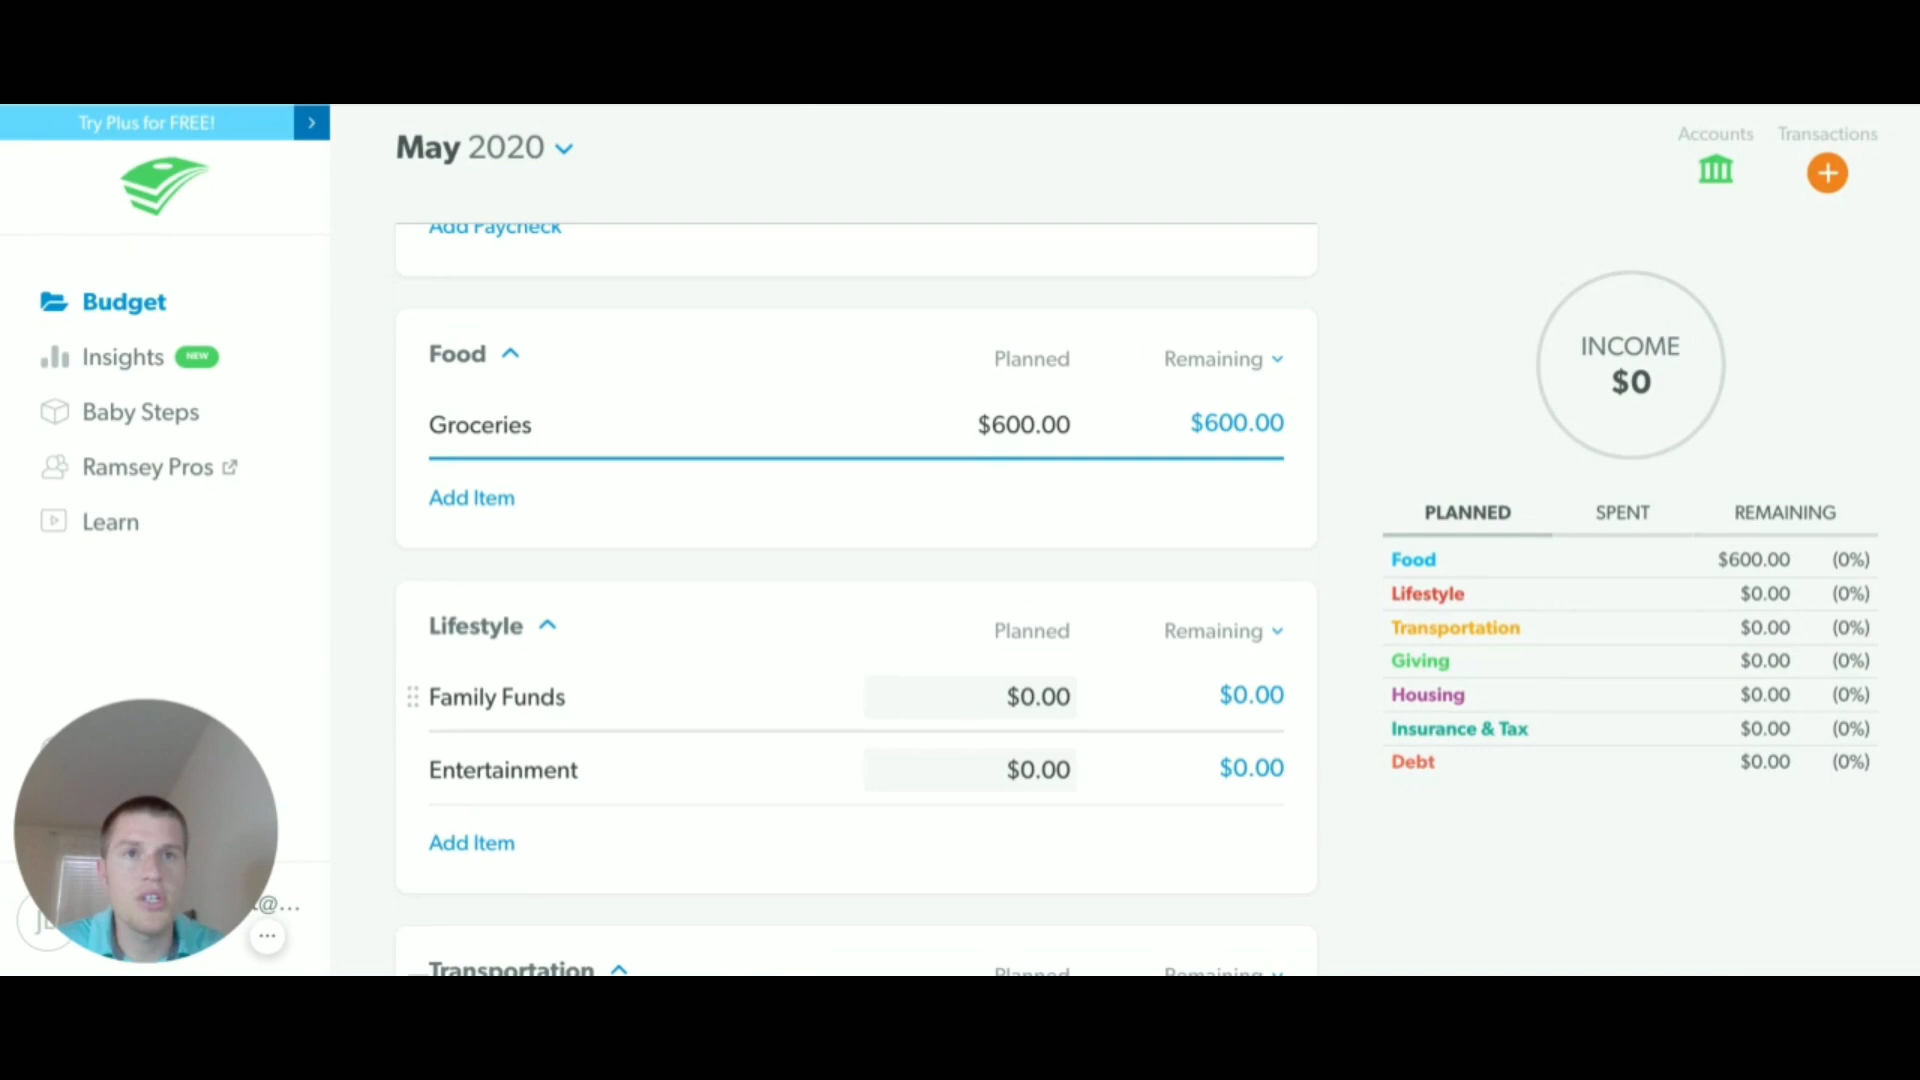 Try Plus for FREE!
May 2020
Accounts
Transactions
Add Paycheck
Budget
Insights NEW
Baby Steps
Ramsey Pros
Learn
Food
Planned
Remaining
Groceries
$600.00
$600.00
Add Item
Lifestyle
Planned
Remaining
Family Funds
$0.00
$0.00
Entertainment
$0.00
$0.00
Add Item
Transportation
Planned
Remaining
INCOME
$0
PLANNED
SPENT
REMAINING
Food $600.00 (0%)
Lifestyle $0.00 (0%)
Transportation $0.00 (0%)
Giving $0.00 (0%)
Housing $0.00 (0%)
Insurance & Tax $0.00 (0%)
Debt $0.00 (0%)
@...